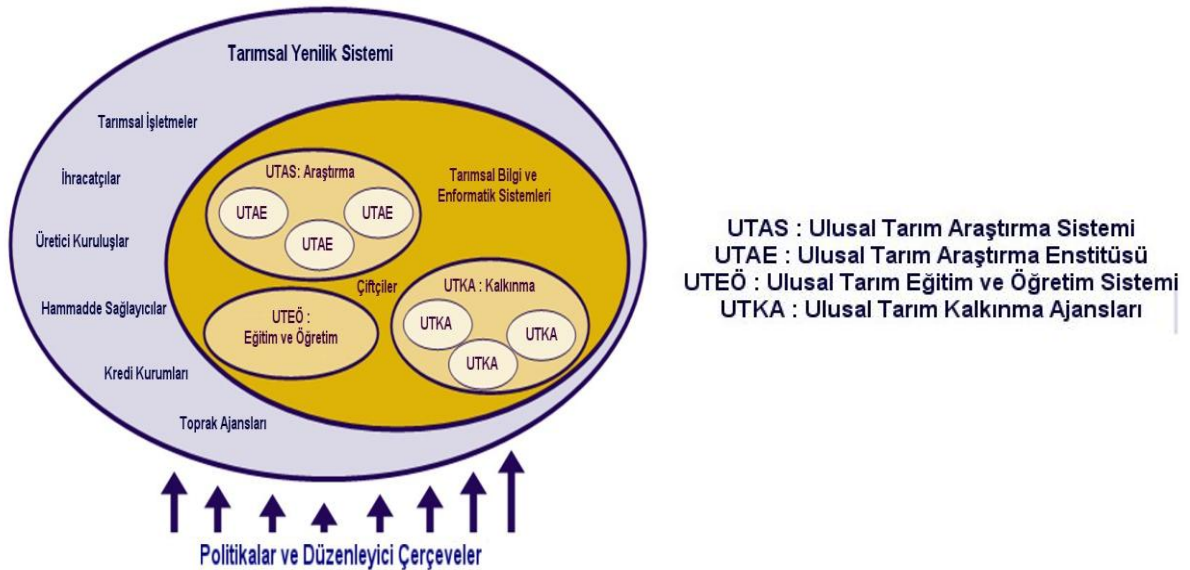 Tarımsal Yenilik Sistemi
Tarımsal İşletmeler
İhracatçılar
Üretici Kuruluşlar
Hammadde Sağlayıcılar
Kredi Kurumları
Toprak Ajansları
Tarımsal Bilgi ve
Enformatik Sistemleri
UTAS: Araştırma
UTAE
UTAE
UTAE
Çiftçiler
UTEÖ :
Eğitim ve Öğretim
UTKA : Kalkınma
UTKA
UTKA
UTKA
Politikalar ve Düzenleyici Çerçeveler
UTAS : Ulusal Tarım Araştırma Sistemi
UTAE : Ulusal Tarım Araştırma Enstitüsü
UTEÖ : Ulusal Tarım Eğitim ve Öğretim Sistemi
UTKA : Ulusal Tarım Kalkınma Ajansları